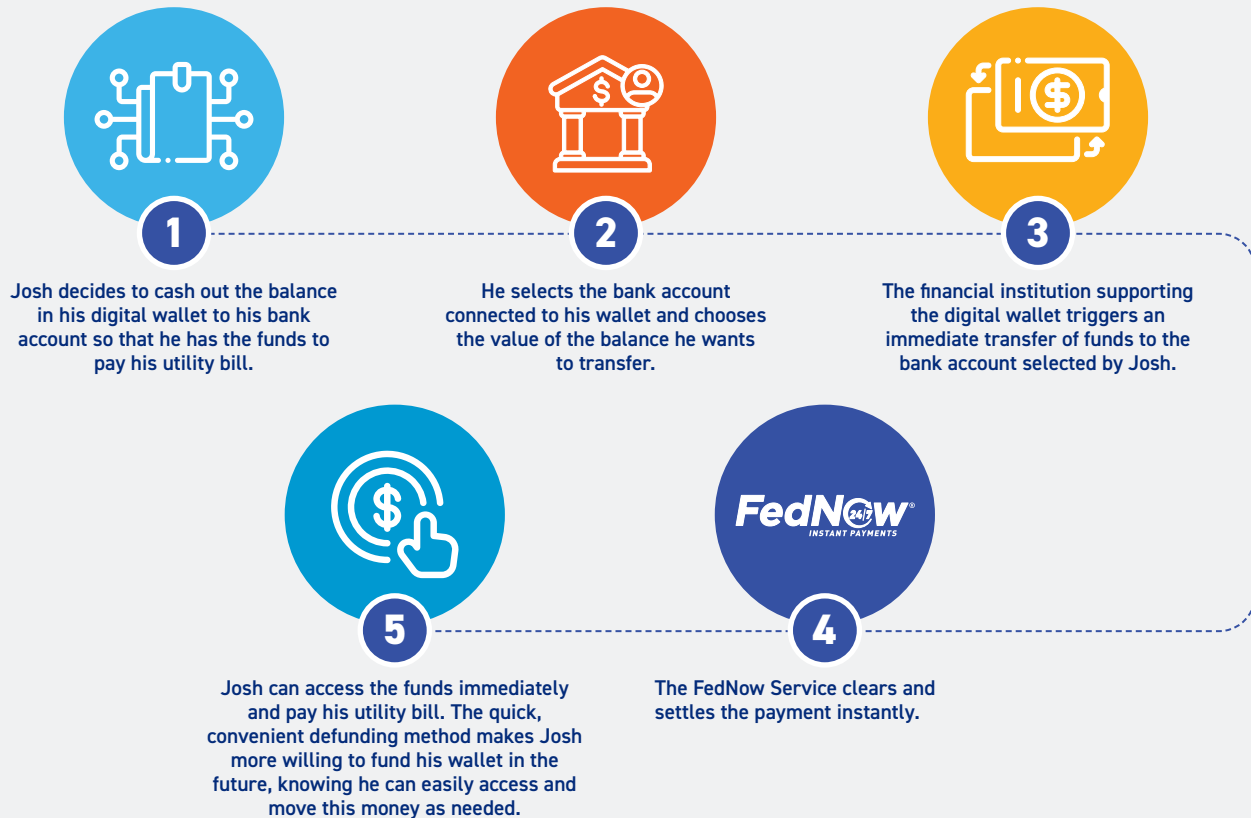 1
Josh decides to cash out the balance
in his digital wallet to his bank
account so that he has the funds to
pay his utility bill.
$
2
He selects the bank account
connected to his wallet and chooses
the value of the balance he wants
to transfer.
$
3
The financial institution supporting
the digital wallet triggers an
immediate transfer of funds to the
bank account selected by Josh.
FedNow®
24|7
INSTANT PAYMENTS
4
The FedNow Service clears and
settles the payment instantly.
$
5
Josh can access the funds immediately
and pay his utility bill. The quick,
convenient defunding method makes Josh
more willing to fund his wallet in the
future, knowing he can easily access and
move this money as needed.